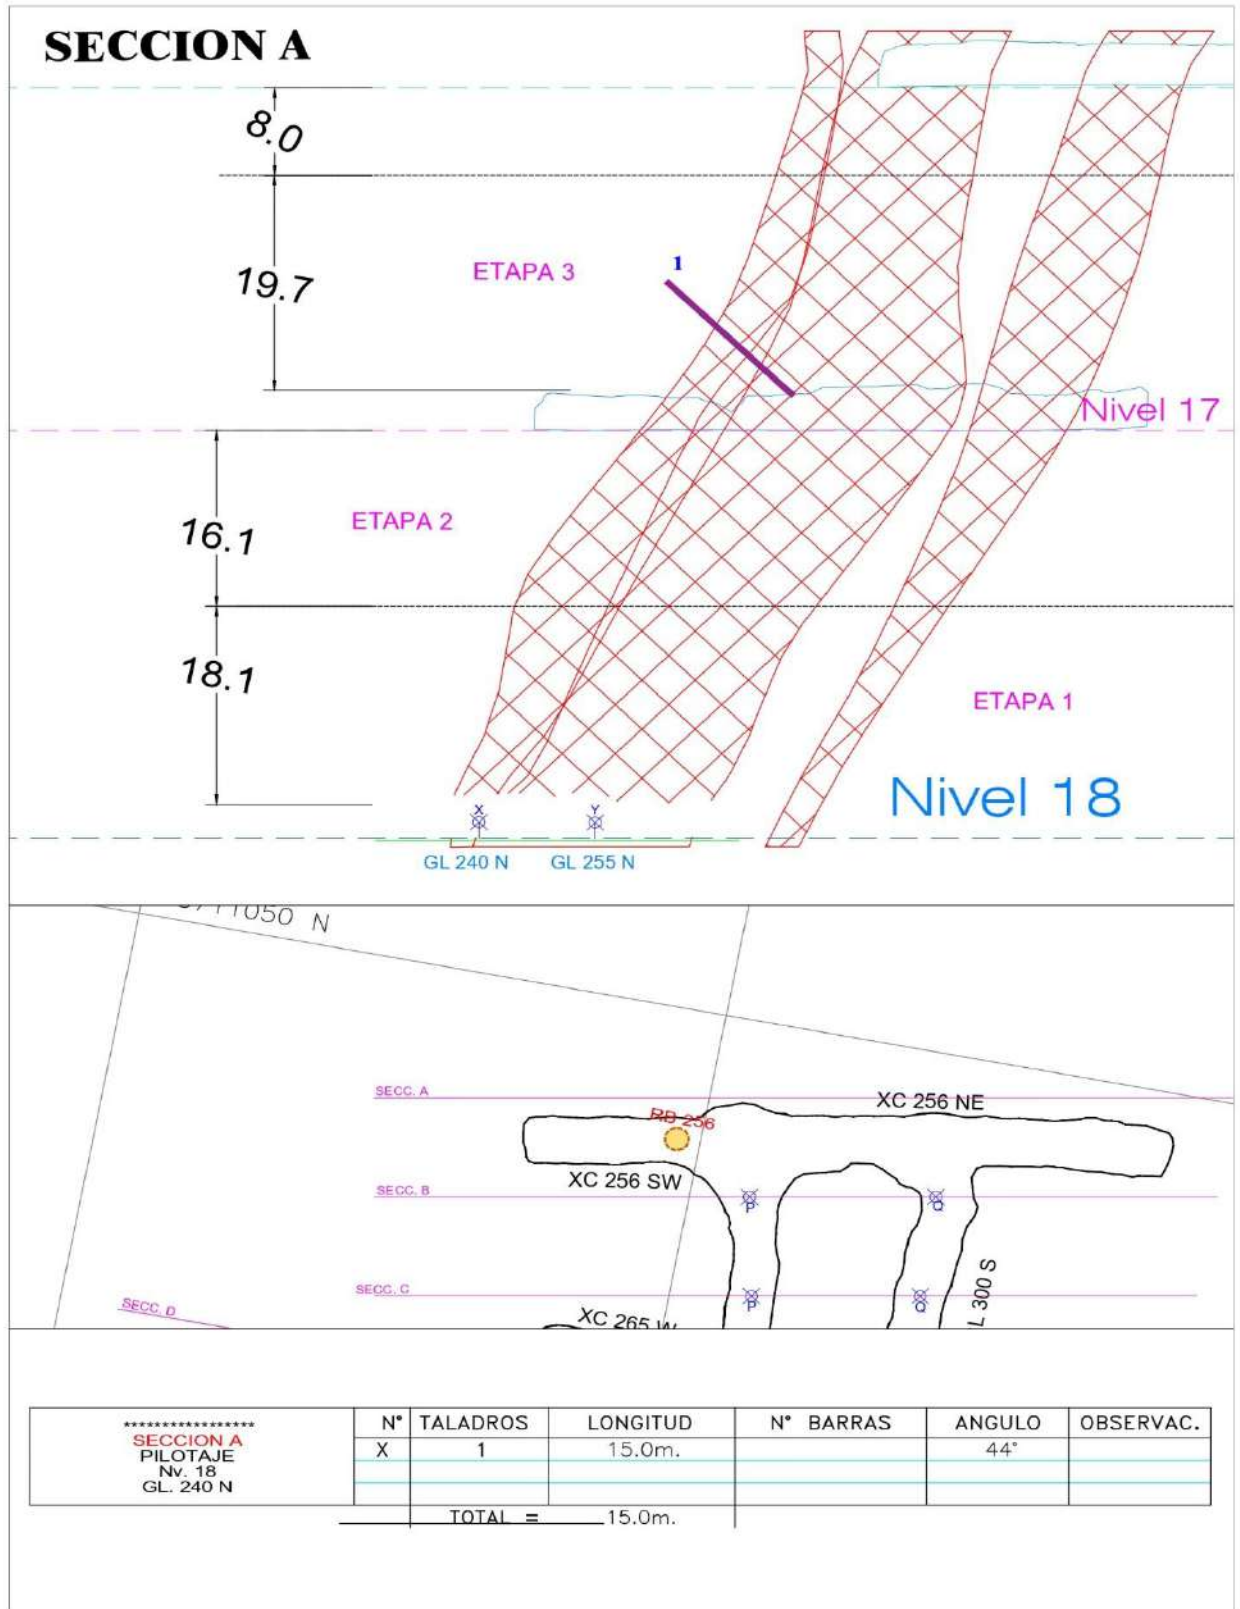 SECCION A
8.0
1
ETAPA 3
19.7
Nivel 17
ETAPA 2
16.1
18.1
ETAPA 1
Nivel 18
X Y
GL 240 N GL 255 N
11050 N
SECC. A
XC 256 NE
RB 256
XC 256 SW
SECC. B
P Q
SECC. C
P Q
L 300 S
SECC. D
XC 265 W
*****************
SECCION A
PILOTAJE
Nv. 18
GL. 240 N
N° TALADROS LONGITUD N° BARRAS ANGULO OBSERVAC.
X 1 15.0m. 44°
TOTAL = 15.0m.